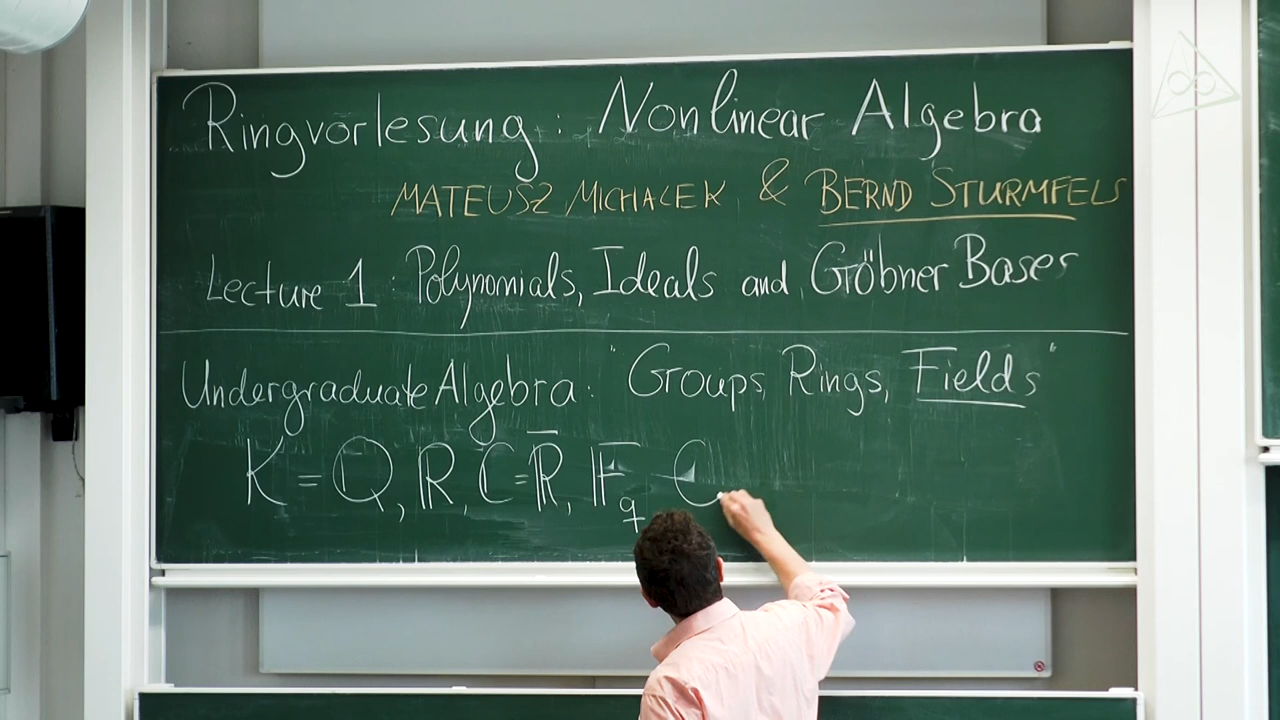 Ringvorlesung: Nonlinear Algebra
MATEUSZ MICHALEK & BERND STURMFELS
Lecture 1: Polynomials, Ideals and Gröbner Bases
Undergraduate Algebra: "Groups, Rings, Fields"
K = ℚ, ℝ, ℂ = ℝ̅, 𝔽q C